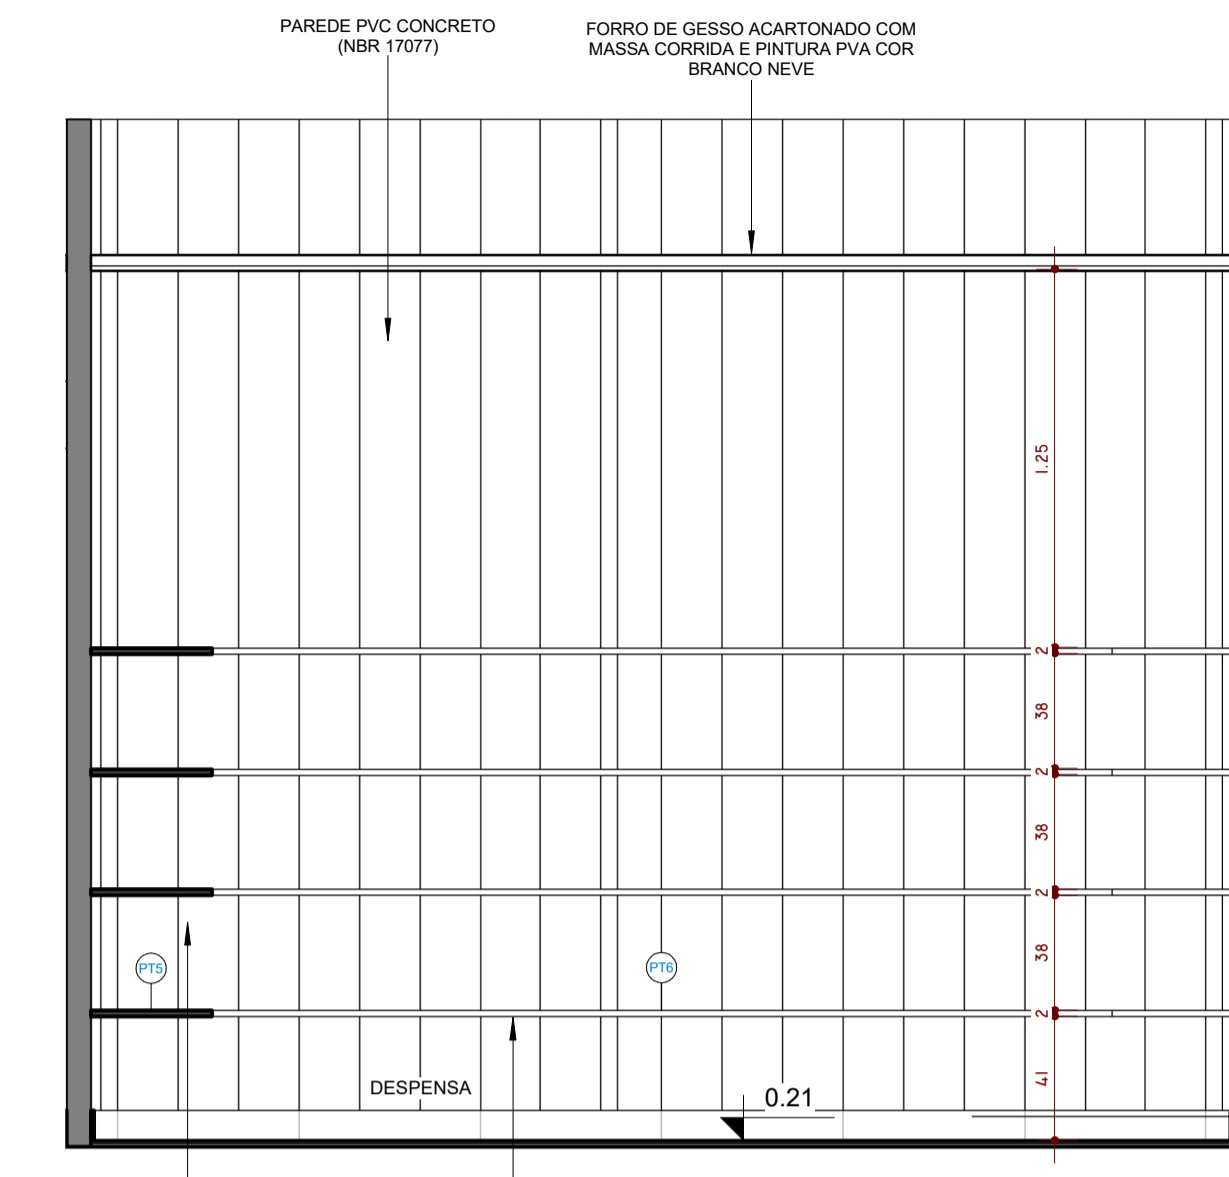 PAREDE PVC CONCRETO
(NBR 17077)
FORRO DE GESSO ACARTONADO COM
MASSA CORRIDA E PINTURA PVA COR
BRANCO NEVE
1.25
2
38
2
38
2
38
2
41
PT5
PT6
DESPENSA
0.21